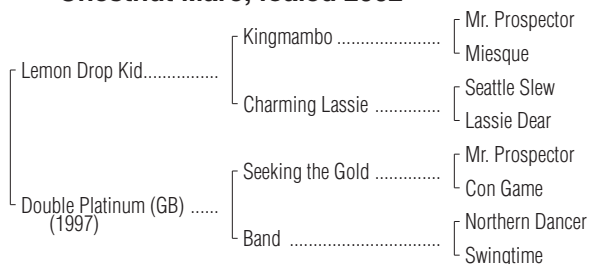 Chestnut Mare; foaled 2002
Mr. Prospector
Kingmambo ......................
Miesque
Lemon Drop Kid................
Seattle Slew
Charming Lassie ..............
Lassie Dear
Mr. Prospector
Seeking the Gold ..............
Con Game
Double Platinum (GB) ......
(1997)
Northern Dancer
Band ................................
Swingtime